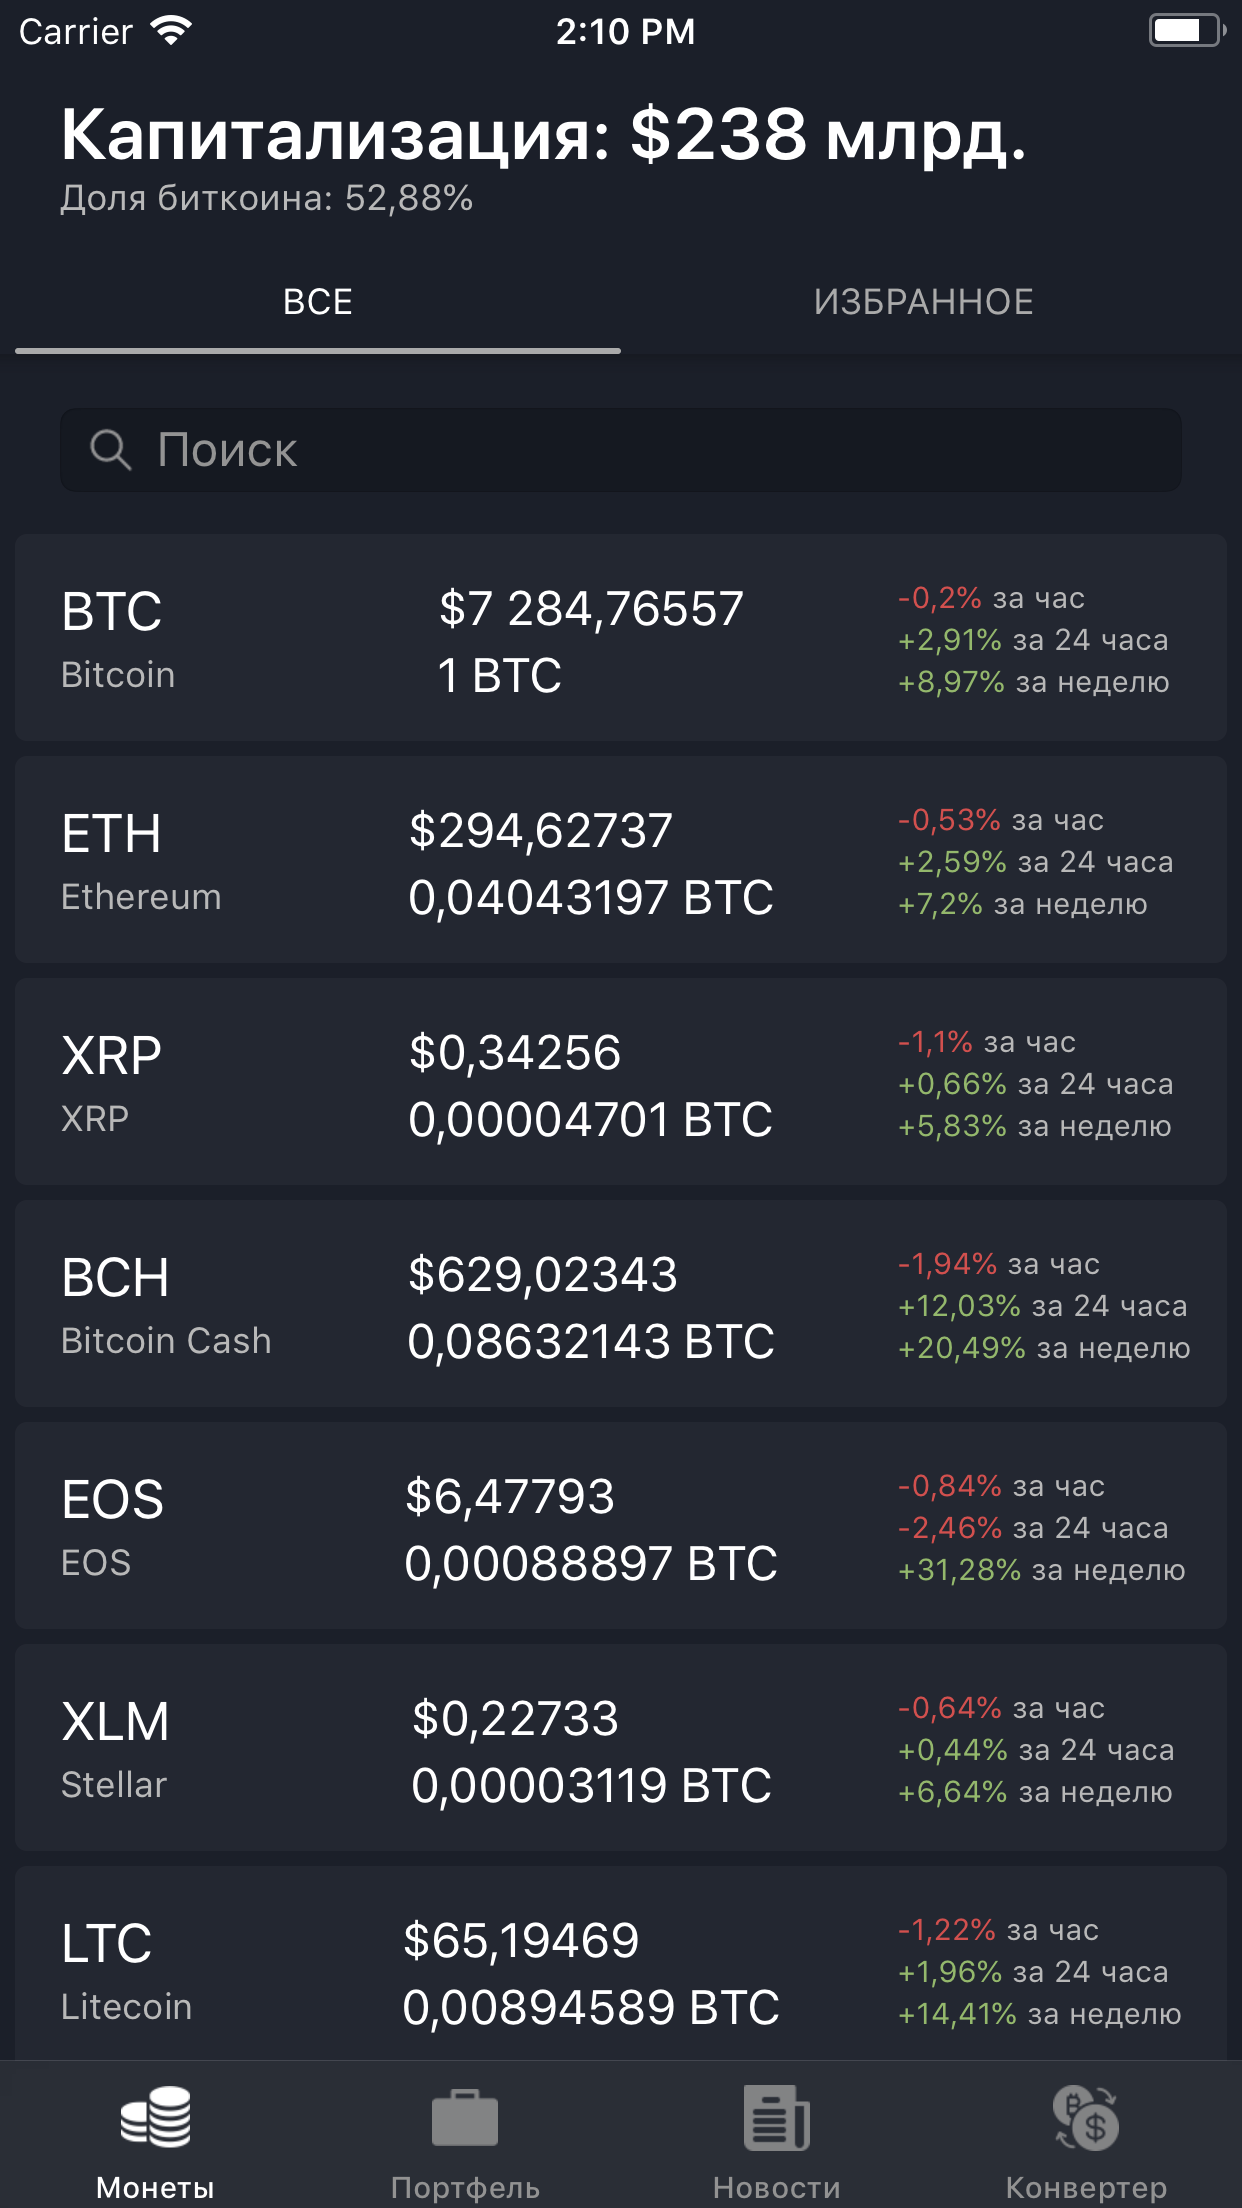 Carrier 2:10 PM
Капитализация: $238 млрд.
Доля биткоина: 52,88%
ВСЕ ИЗБРАННОЕ
Поиск
BTC $7 284,76557 -0,2% за час
+2,91% за 24 часа
Bitcoin 1 BTC +8,97% за неделю
ETH $294,62737 -0,53% за час
+2,59% за 24 часа
Ethereum 0,04043197 BTC +7,2% за неделю
XRP $0,34256 -1,1% за час
+0,66% за 24 часа
XRP 0,00004701 BTC +5,83% за неделю
BCH $629,02343 -1,94% за час
+12,03% за 24 часа
Bitcoin Cash 0,08632143 BTC +20,49% за неделю
EOS $6,47793 -0,84% за час
-2,46% за 24 часа
EOS 0,00088897 BTC +31,28% за неделю
XLM $0,22733 -0,64% за час
+0,44% за 24 часа
Stellar 0,00003119 BTC +6,64% за неделю
LTC $65,19469 -1,22% за час
+1,96% за 24 часа
Litecoin 0,00894589 BTC +14,41% за неделю
Монеты Портфель Новости Конвертер